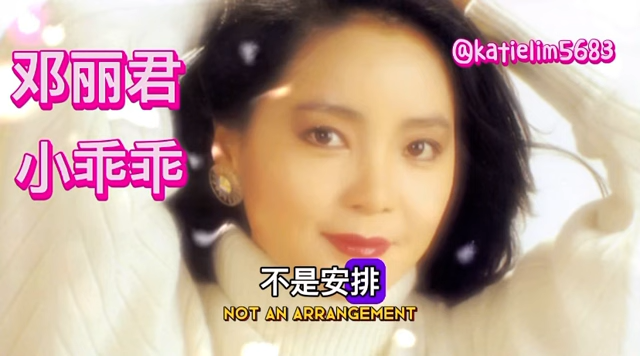 @katielim5683
邓丽君
小乖乖
不是安排
NOT AN ARRANGEMENT